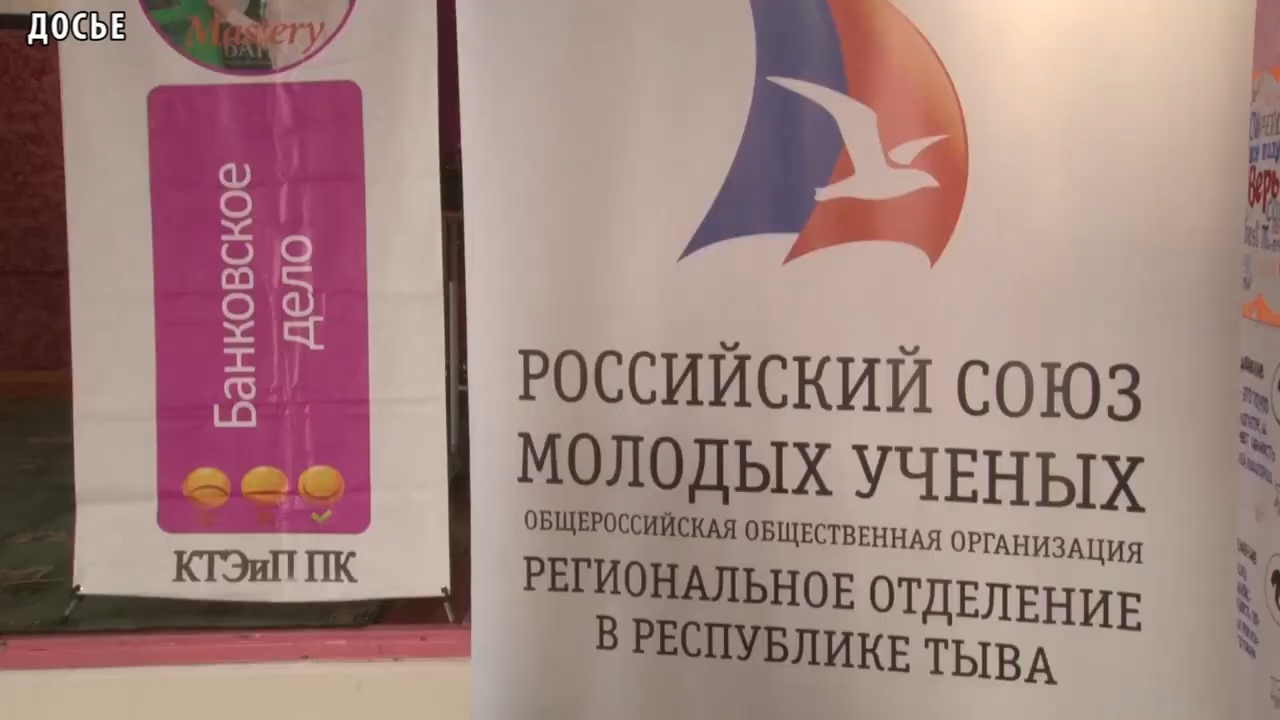 ДОСЬЕ
Mastery
Банковское
дело
КТЭиП ПК
РОССИЙСКИЙ СОЮЗ
МОЛОДЫХ УЧЕНЫХ
ОБЩЕРОССИЙСКАЯ ОБЩЕСТВЕННАЯ ОРГАНИЗАЦИЯ
РЕГИОНАЛЬНОЕ ОТДЕЛЕНИЕ
В РЕСПУБЛИКЕ ТЫВА